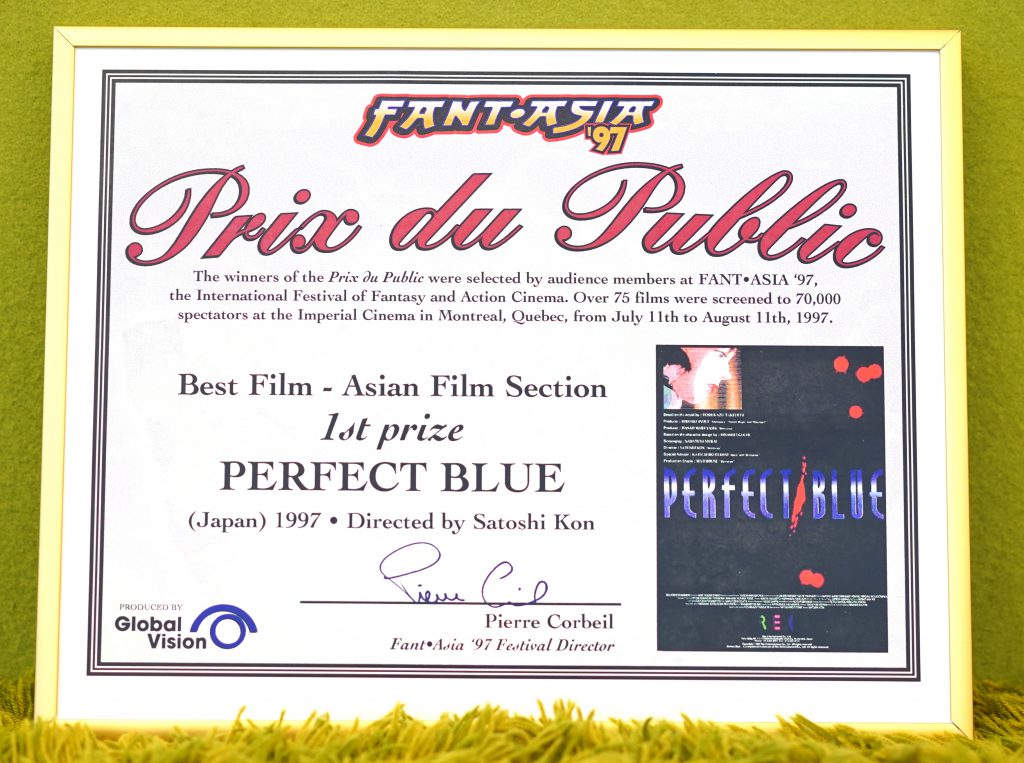 FANT•ASIA
'97
Prix du Public
The winners of the Prix du Public were selected by audience members at FANT•ASIA ‘97,
the International Festival of Fantasy and Action Cinema. Over 75 films were screened to 70,000
spectators at the Imperial Cinema in Montreal, Quebec, from July 11th to August 11th, 1997.
Best Film - Asian Film Section
1st prize
PERFECT BLUE
(Japan) 1997 • Directed by Satoshi Kon
Pierre Corbeil
Fant•Asia '97 Festival Director
PRODUCED BY
Global
Vision
PERFECT BLUE
REX